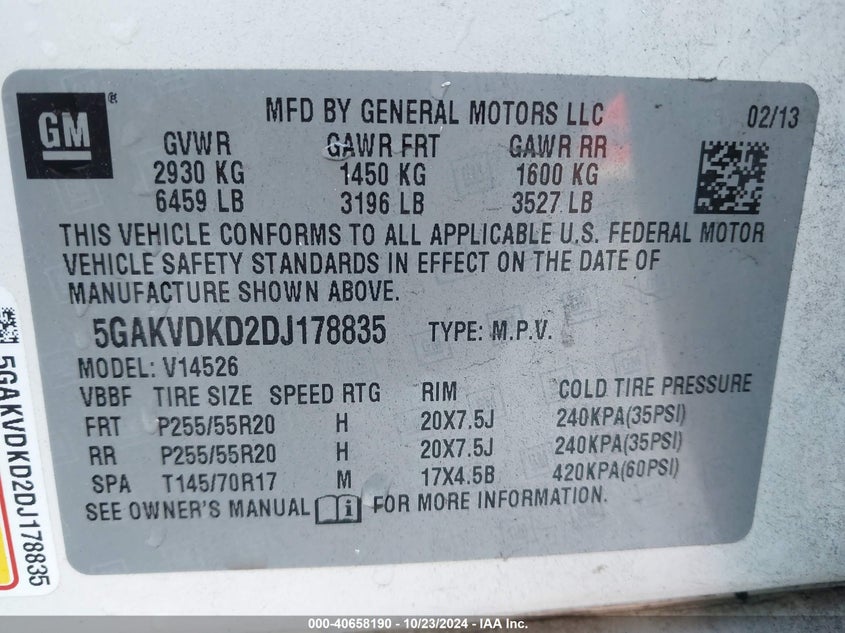 GM ®
MFD BY GENERAL MOTORS LLC 02/13
GVWR GAWR FRT GAWR RR
2930 KG 1450 KG 1600 KG
6459 LB 3196 LB 3527 LB
THIS VEHICLE CONFORMS TO ALL APPLICABLE U.S. FEDERAL MOTOR
VEHICLE SAFETY STANDARDS IN EFFECT ON THE DATE OF
MANUFACTURE SHOWN ABOVE.
5GAKVDKD2DJ178835 TYPE: M.P.V.
MODEL: V14526
VBBF TIRE SIZE SPEED RTG RIM COLD TIRE PRESSURE
FRT P255/55R20 H 20X7.5J 240KPA(35PSI)
RR P255/55R20 H 20X7.5J 240KPA(35PSI)
SPA T145/70R17 M 17X4.5B 420KPA(60PSI)
SEE OWNER'S MANUAL i FOR MORE INFORMATION.
5GAKVDKD2DJ178835
000-40658190 - 10/23/2024 - IAA Inc.